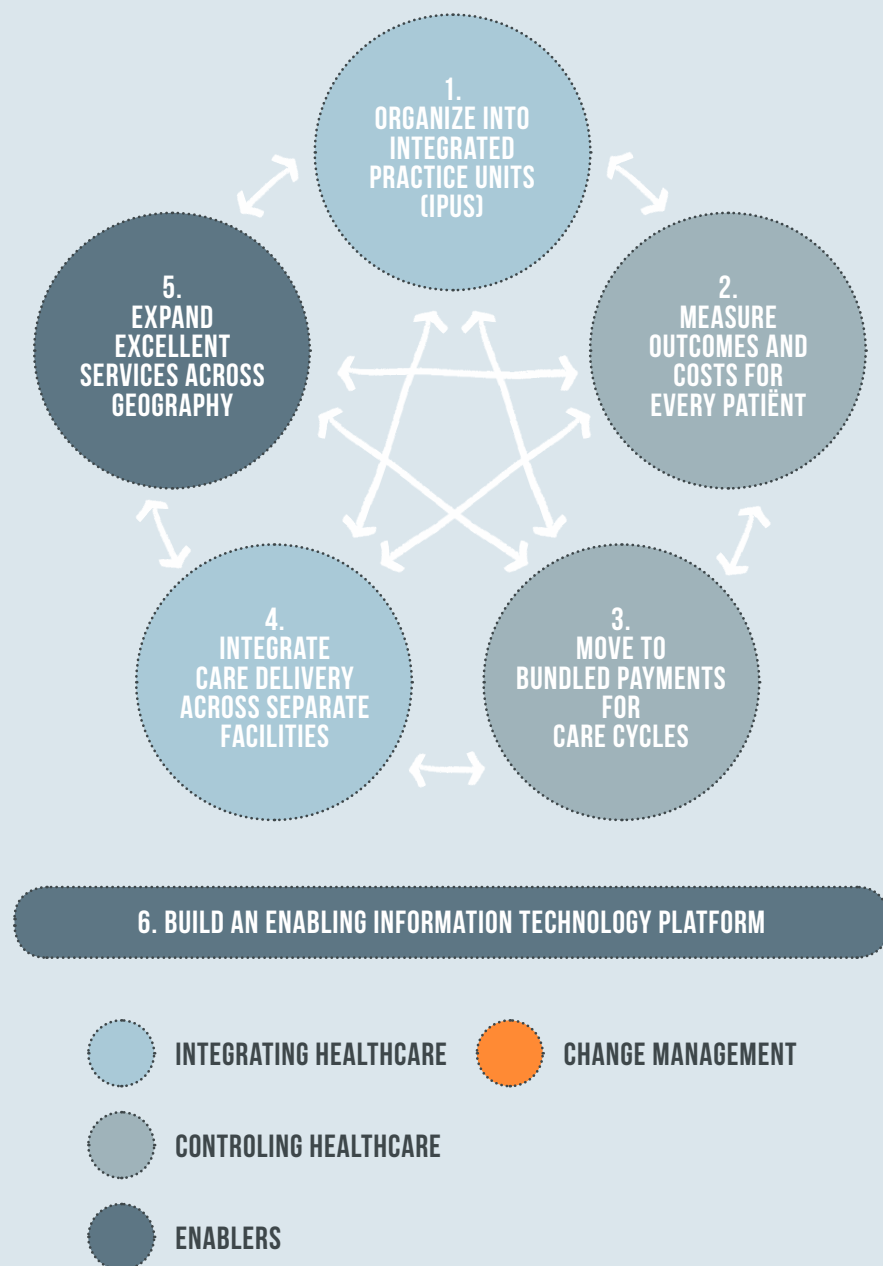 1.
ORGANIZE INTO
INTEGRATED
PRACTICE UNITS
(IPUS)
2.
MEASURE
OUTCOMES AND
COSTS FOR
EVERY PATIËNT
3.
MOVE TO
BUNDLED PAYMENTS
FOR
CARE CYCLES
4.
INTEGRATE
CARE DELIVERY
ACROSS SEPARATE
FACILITIES
5.
EXPAND
EXCELLENT
SERVICES ACROSS
GEOGRAPHY
6. BUILD AN ENABLING INFORMATION TECHNOLOGY PLATFORM
INTEGRATING HEALTHCARE
CHANGE MANAGEMENT
CONTROLING HEALTHCARE
ENABLERS